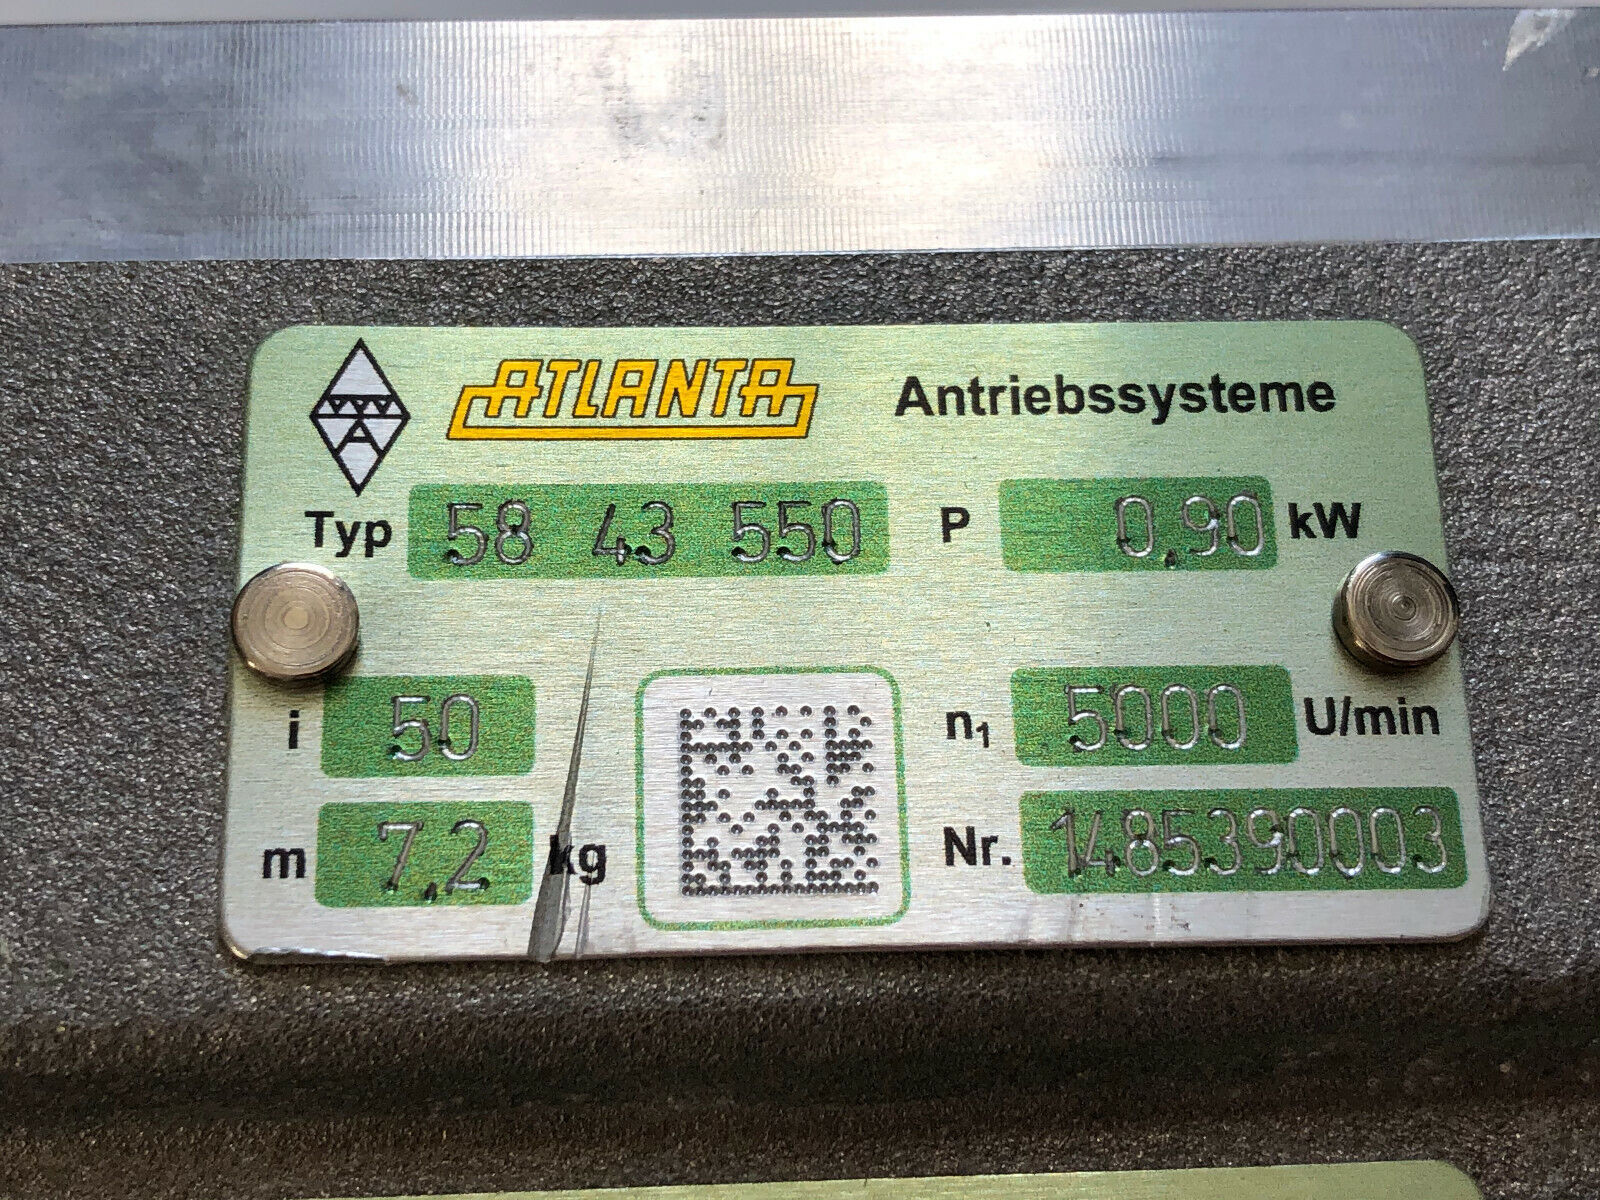 ATLANTA Antriebssysteme
Typ 58 43 550 P 0,90 kW
i 50 n1 5000 U/min
m 7,2 kg Nr. 1485390003